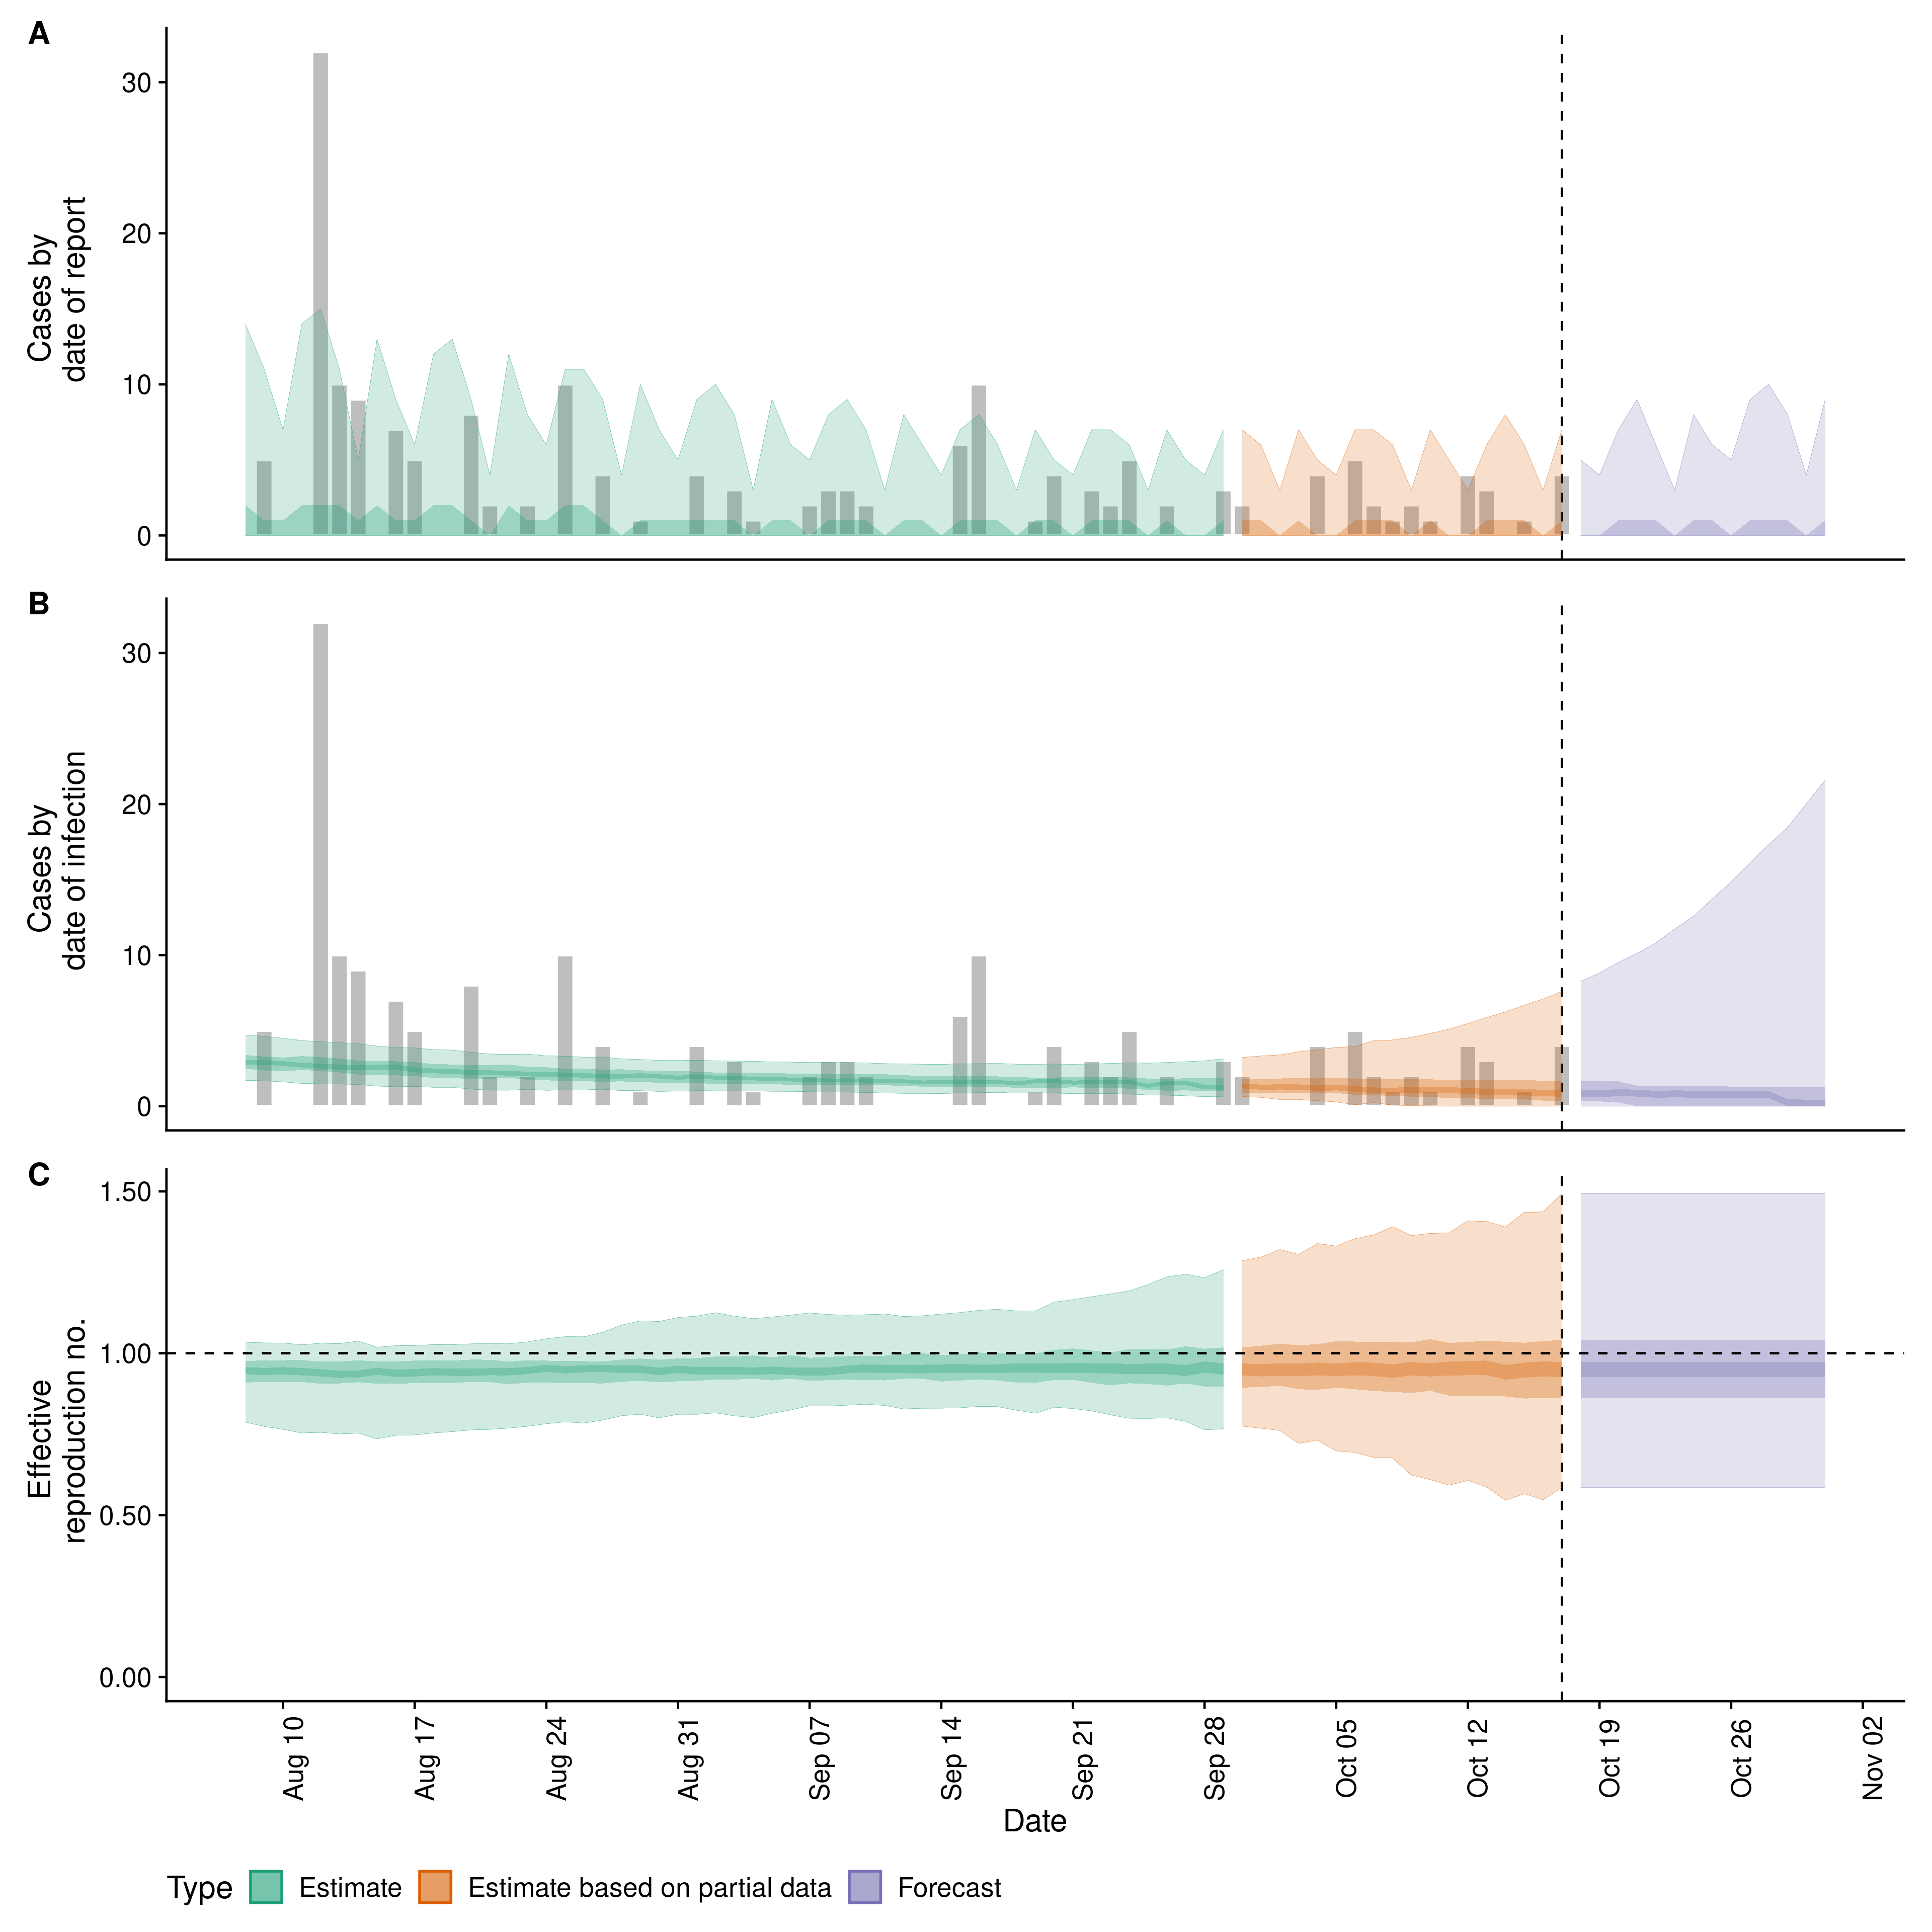 A
30
20
10
0
Cases by
date of report
B
30
20
10
0
Cases by
date of infection
C
1.50
1.00
0.50
0.00
Effective
reproduction no.
Aug 10
Aug 17
Aug 24
Aug 31
Sep 07
Sep 14
Sep 21
Sep 28
Oct 05
Oct 12
Oct 19
Oct 26
Nov 02
Date
Type Estimate Estimate based on partial data Forecast